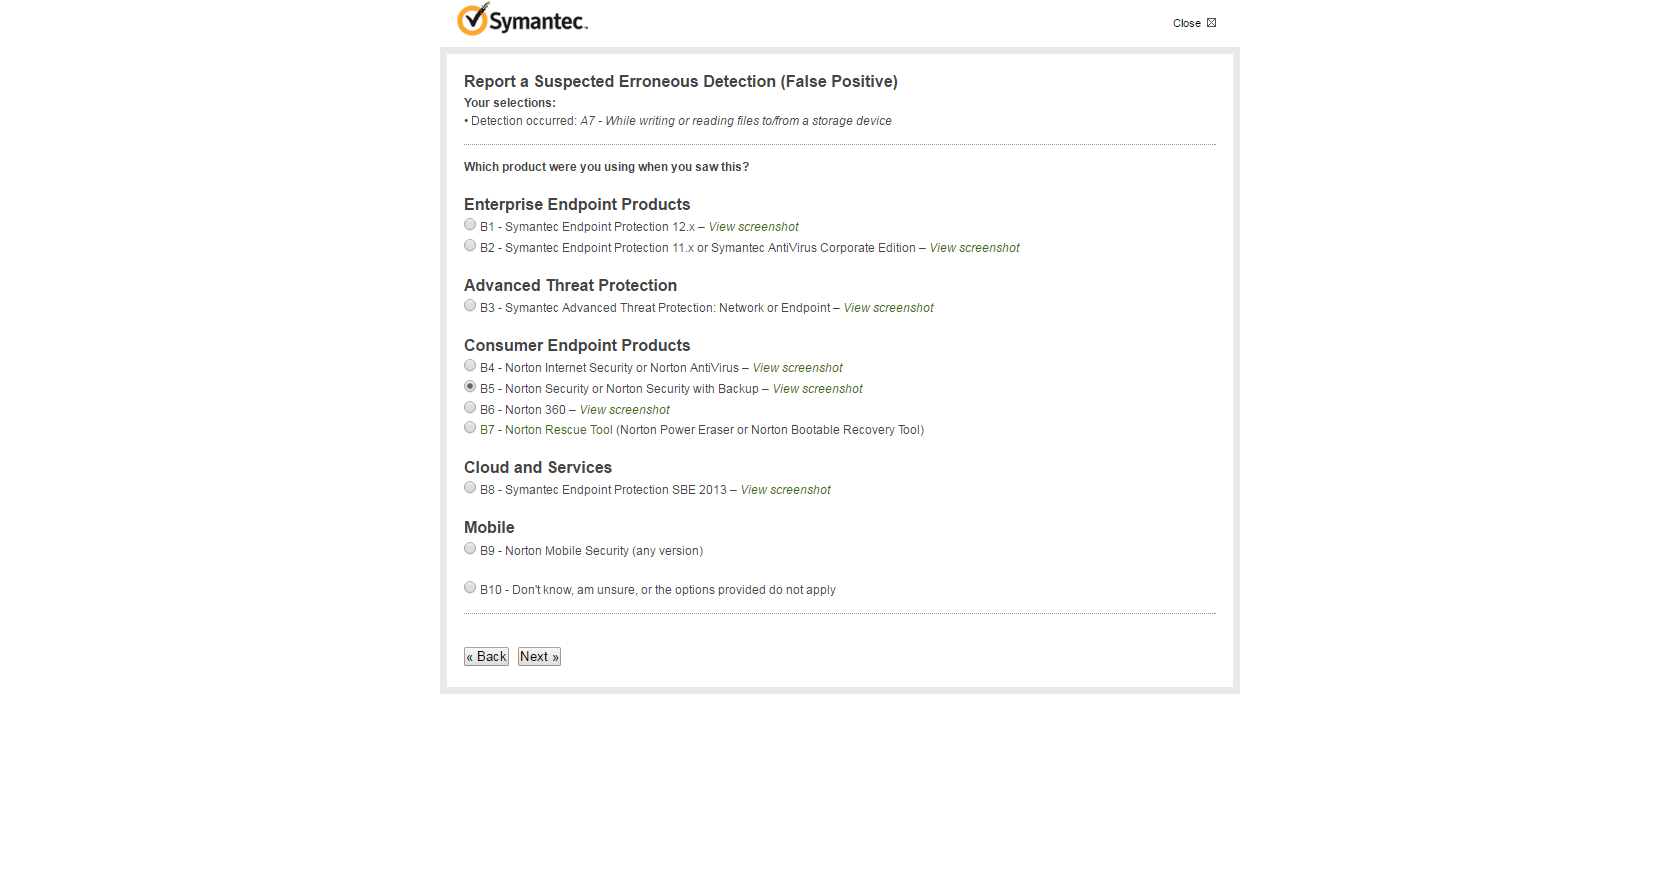 Symantec.
Close
Report a Suspected Erroneous Detection (False Positive)
Your selections:
• Detection occurred: A7 - While writing or reading files to/from a storage device
Which product were you using when you saw this?
Enterprise Endpoint Products
B1 - Symantec Endpoint Protection 12.x – View screenshot
B2 - Symantec Endpoint Protection 11.x or Symantec AntiVirus Corporate Edition – View screenshot
Advanced Threat Protection
B3 - Symantec Advanced Threat Protection: Network or Endpoint – View screenshot
Consumer Endpoint Products
B4 - Norton Internet Security or Norton AntiVirus – View screenshot
B5 - Norton Security or Norton Security with Backup – View screenshot
B6 - Norton 360 – View screenshot
B7 - Norton Rescue Tool (Norton Power Eraser or Norton Bootable Recovery Tool)
Cloud and Services
B8 - Symantec Endpoint Protection SBE 2013 – View screenshot
Mobile
B9 - Norton Mobile Security (any version)
B10 - Don't know, am unsure, or the options provided do not apply
« Back Next »